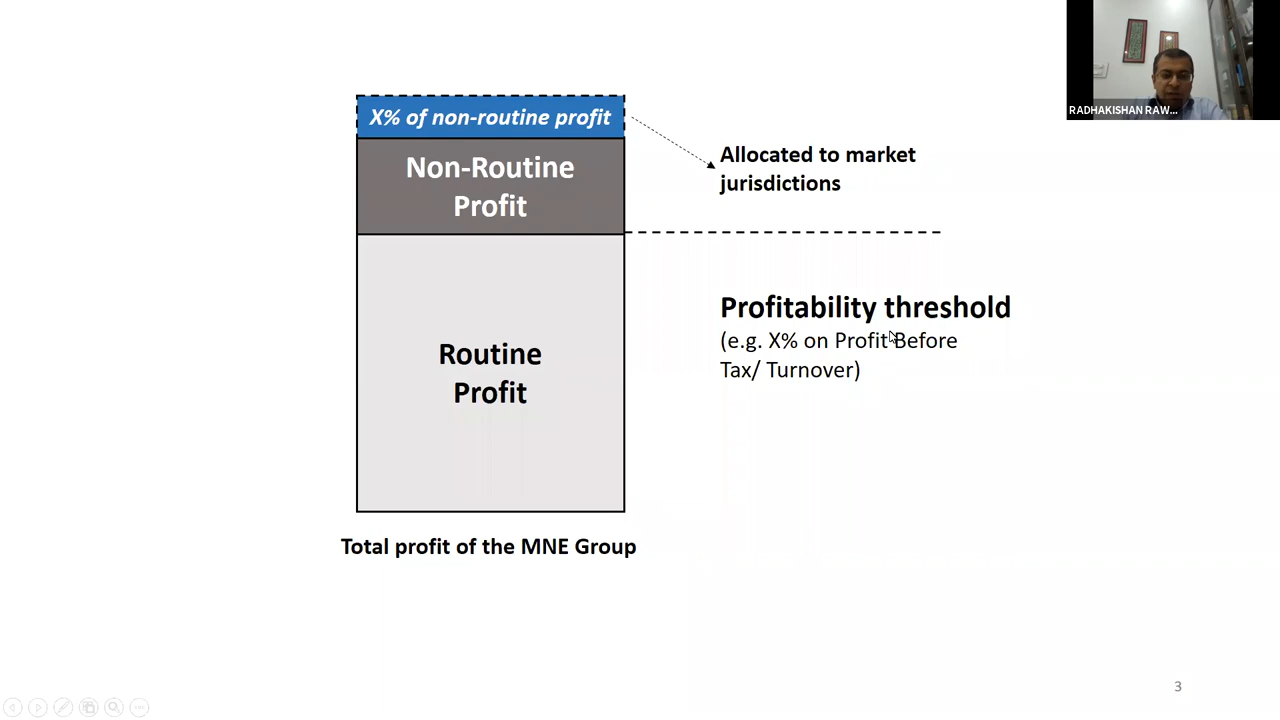 RADHAKISHAN RAW...
X% of non-routine profit
Non-Routine
Profit
Allocated to market
jurisdictions
Profitability threshold
(e.g. X% on Profit Before
Tax/ Turnover)
Routine
Profit
Total profit of the MNE Group
3